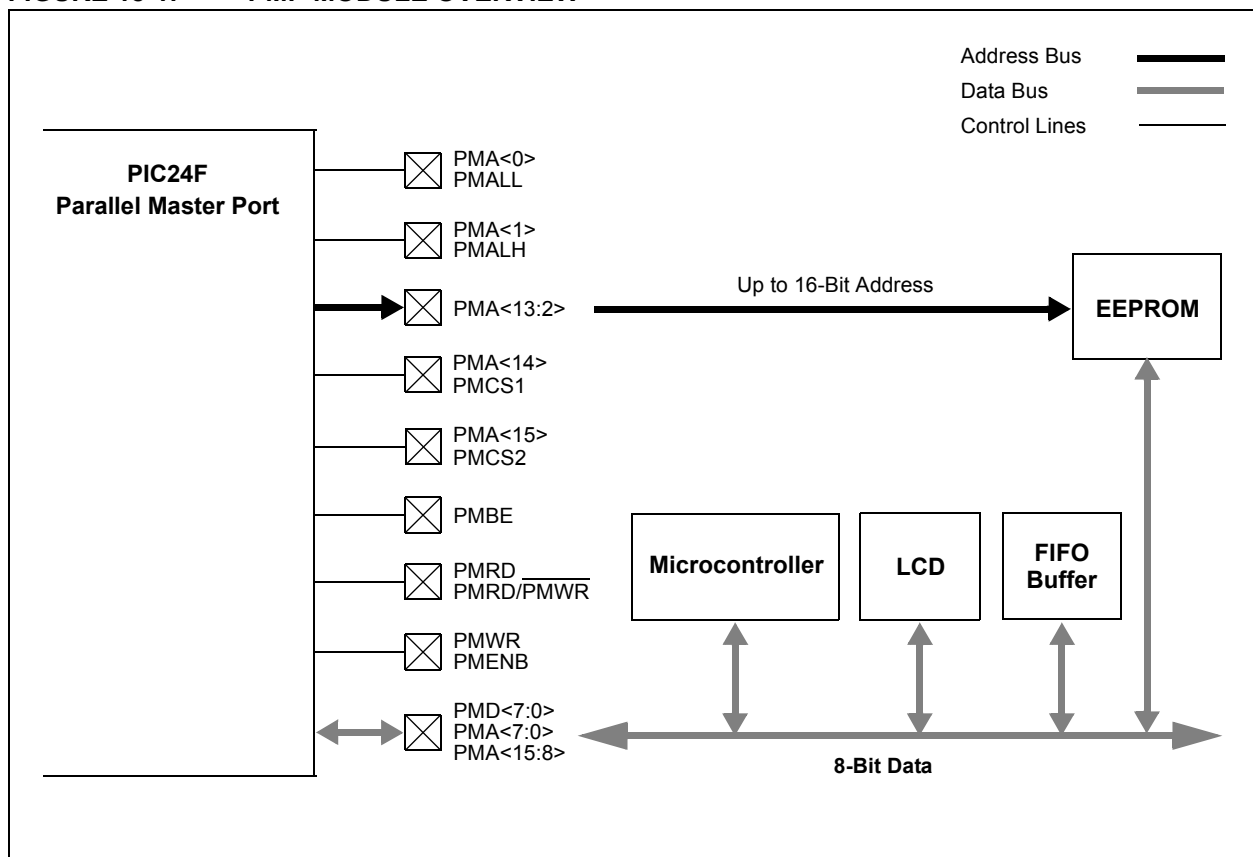 Address Bus
Data Bus
Control Lines
PIC24F
Parallel Master Port
PMA<0>
PMALL
PMA<1>
PMALH
PMA<13:2>
Up to 16-Bit Address
EEPROM
PMA<14>
PMCS1
PMA<15>
PMCS2
PMBE
PMRD
PMRD/PMWR
PMWR
PMENB
PMD<7:0>
PMA<7:0>
PMA<15:8>
Microcontroller
LCD
FIFO
Buffer
8-Bit Data